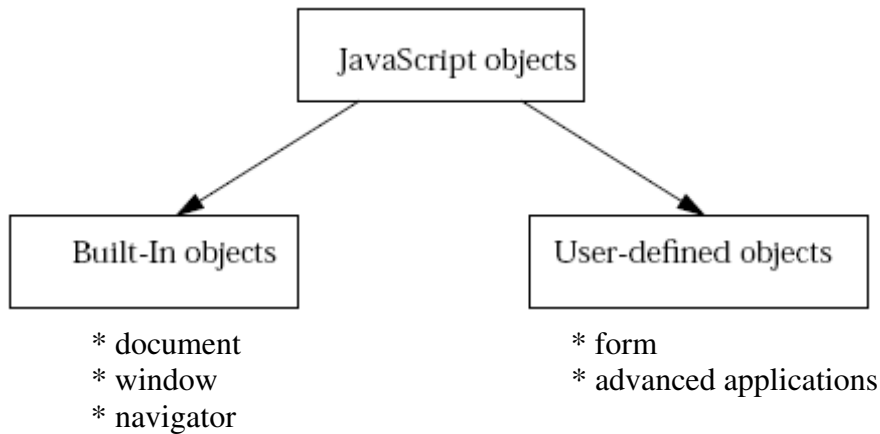 JavaScript objects
Built-In objects
* document
* window
* navigator
User-defined objects
* form
* advanced applications